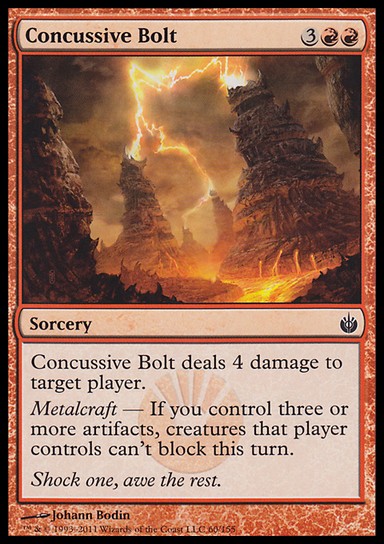 Concussive Bolt 3
Sorcery
Concussive Bolt deals 4 damage to
target player.
Metalcraft — If you control three or
more artifacts, creatures that player
controls can't block this turn.
Shock one, awe the rest.
Johann Bodin
™ & © 1993–2011 Wizards of the Coast LLC 60/155